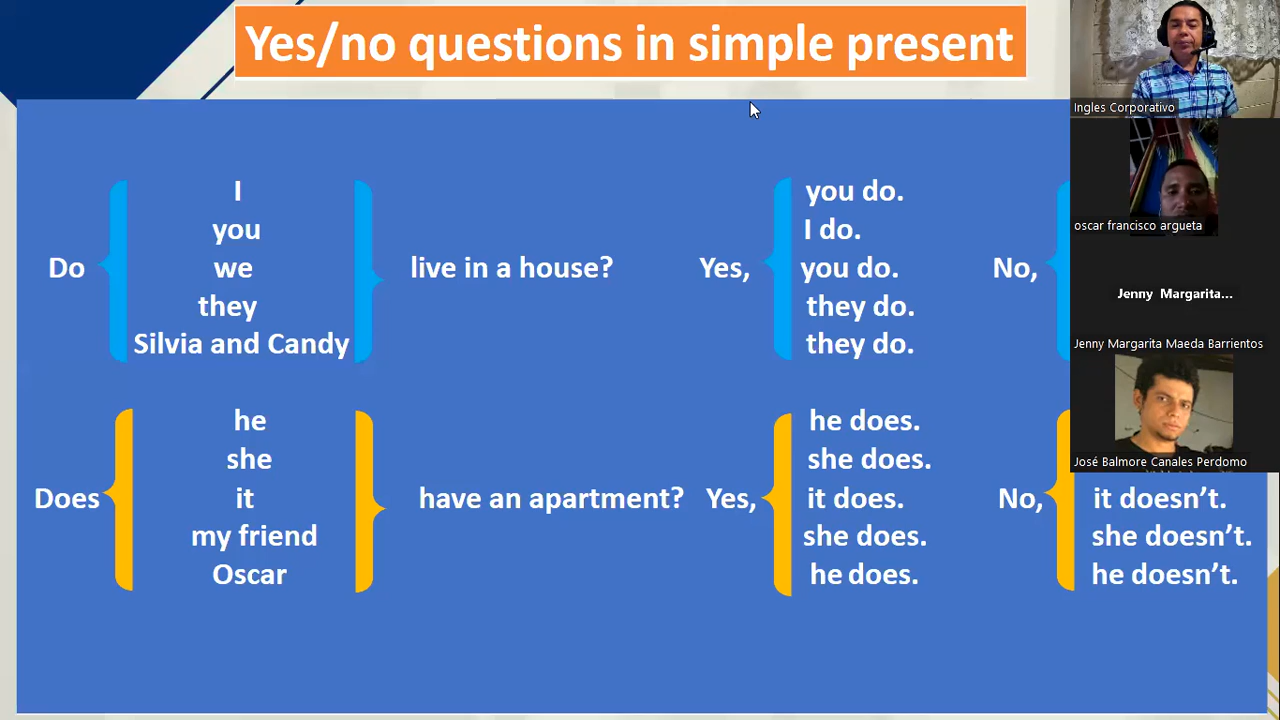 Yes/no questions in simple present
Do
I
you
we
they
Silvia and Candy
live in a house?
Yes,
you do.
I do.
you do.
they do.
they do.
No,
Does
he
she
it
my friend
Oscar
have an apartment?
Yes,
he does.
she does.
it does.
she does.
he does.
No,
it doesn’t.
she doesn’t.
he doesn’t.
Ingles Corporativo
oscar francisco argueta
Jenny Margarita...
Jenny Margarita Maeda Barrientos
José Balmore Canales Perdomo